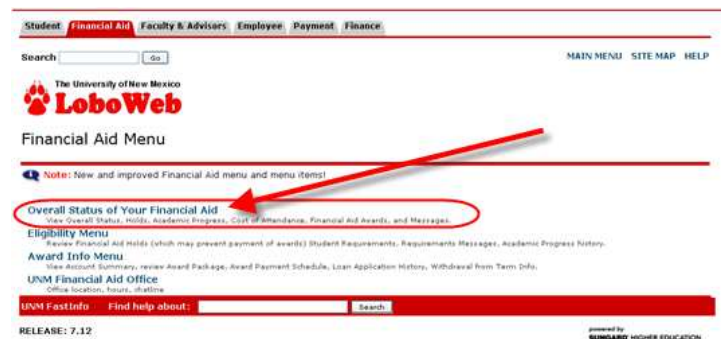 Student Financial Aid Faculty & Advisors Employee Payment Finance
Search Go MAIN MENU SITE MAP HELP
The University of New Mexico
LoboWeb
Financial Aid Menu
Note: New and improved Financial Aid menu and menu items!
Overall Status of Your Financial Aid
View Overall Status, Holds, Academic Progress, Cost of Attendance, Financial Aid Awards, and Messages.
Eligibility Menu
Review Financial Aid Holds (which may prevent payment of awards) Student Requirements, Requirements Messages, Academic Progress history.
Award Info Menu
View Account Summary, review Award Package, Award Payment Schedule, Loan Application History, Withdrawal from Term Info.
UNM Financial Aid Office
Office location, hours, chatline
UNM FastInfo Find help about: Search
RELEASE: 7.12 powered by
SUNGARD HIGHER EDUCATION